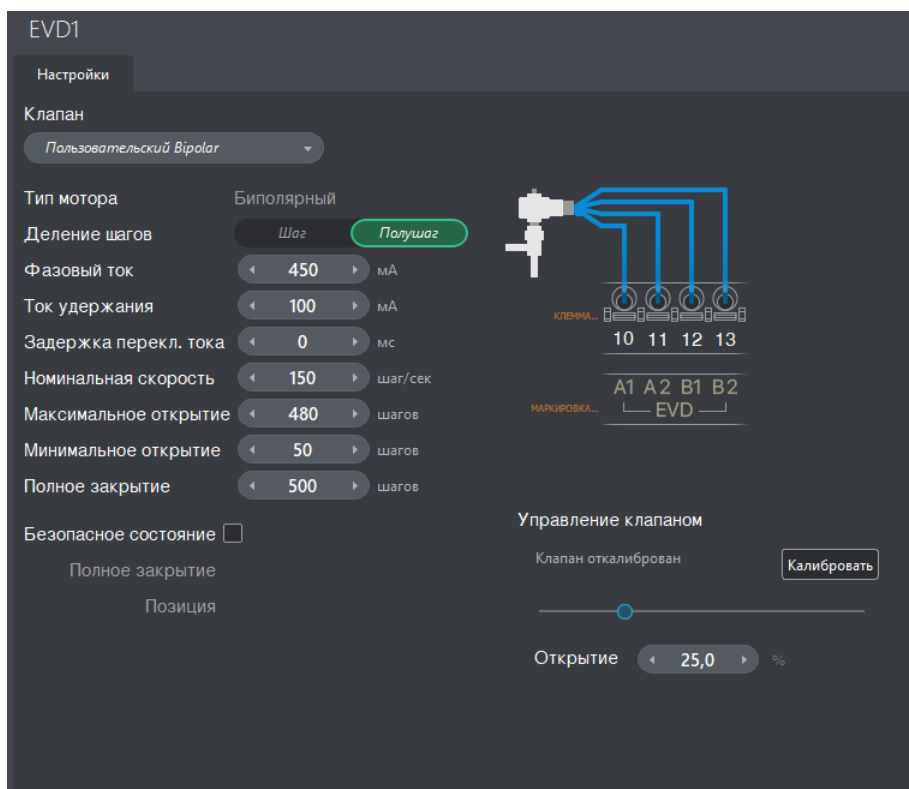 EVD1
Настройки
Клапан
Пользовательский Bipolar
Тип мотора Биполярный
Деление шагов Шаг Полушаг
Фазовый ток 450 мА
Ток удержания 100 мА
Задержка перекл. тока 0 мс
Номинальная скорость 150 шаг/сек
Максимальное открытие 480 шагов
Минимальное открытие 50 шагов
Полное закрытие 500 шагов
Безопасное состояние
Полное закрытие
Позиция
КЛЕММА...
10 11 12 13
A1 A2 B1 B2
МАРКИРОВКА...
EVD
Управление клапаном
Клапан откалиброван
Калибровать
Открытие 25,0 %